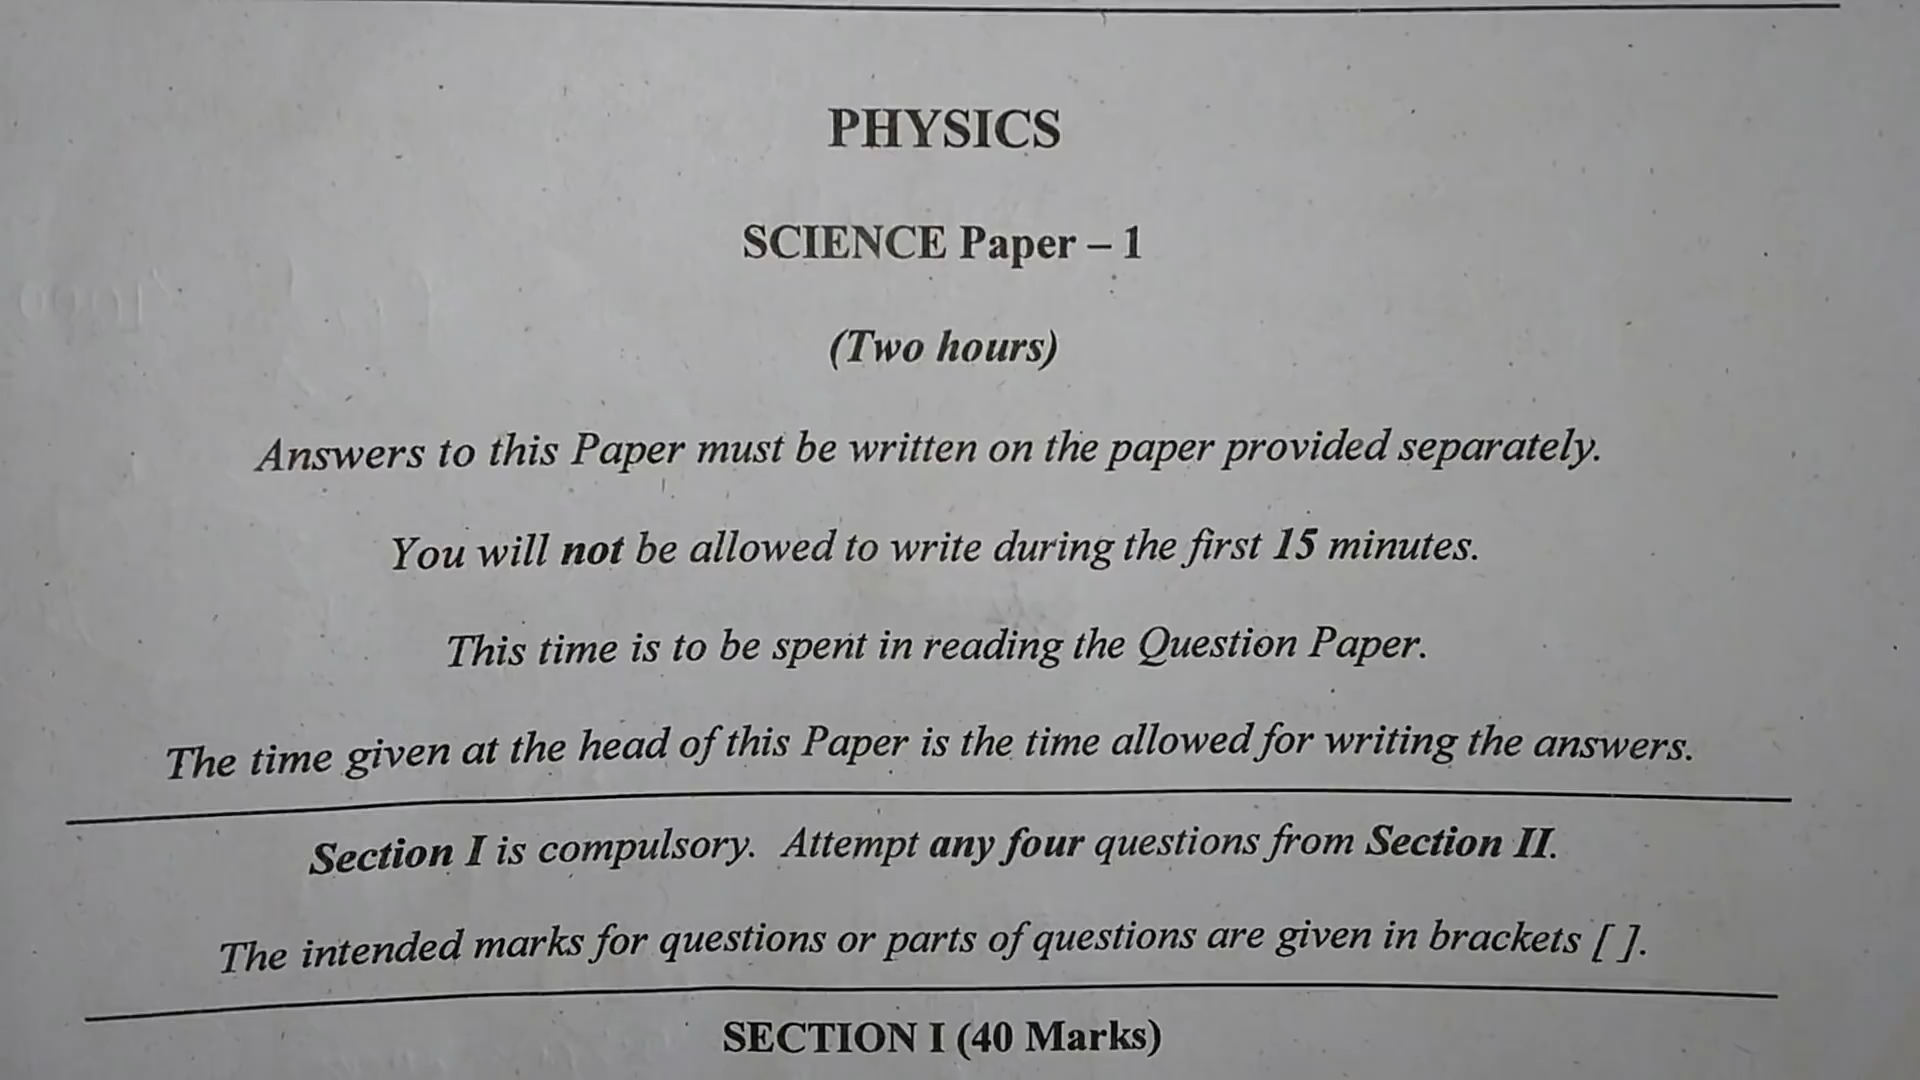 PHYSICS
SCIENCE Paper – 1
(Two hours)
Answers to this Paper must be written on the paper provided separately.
You will not be allowed to write during the first 15 minutes.
This time is to be spent in reading the Question Paper.
The time given at the head of this Paper is the time allowed for writing the answers.
Section I is compulsory. Attempt any four questions from Section II.
The intended marks for questions or parts of questions are given in brackets [ ].
SECTION I (40 Marks)